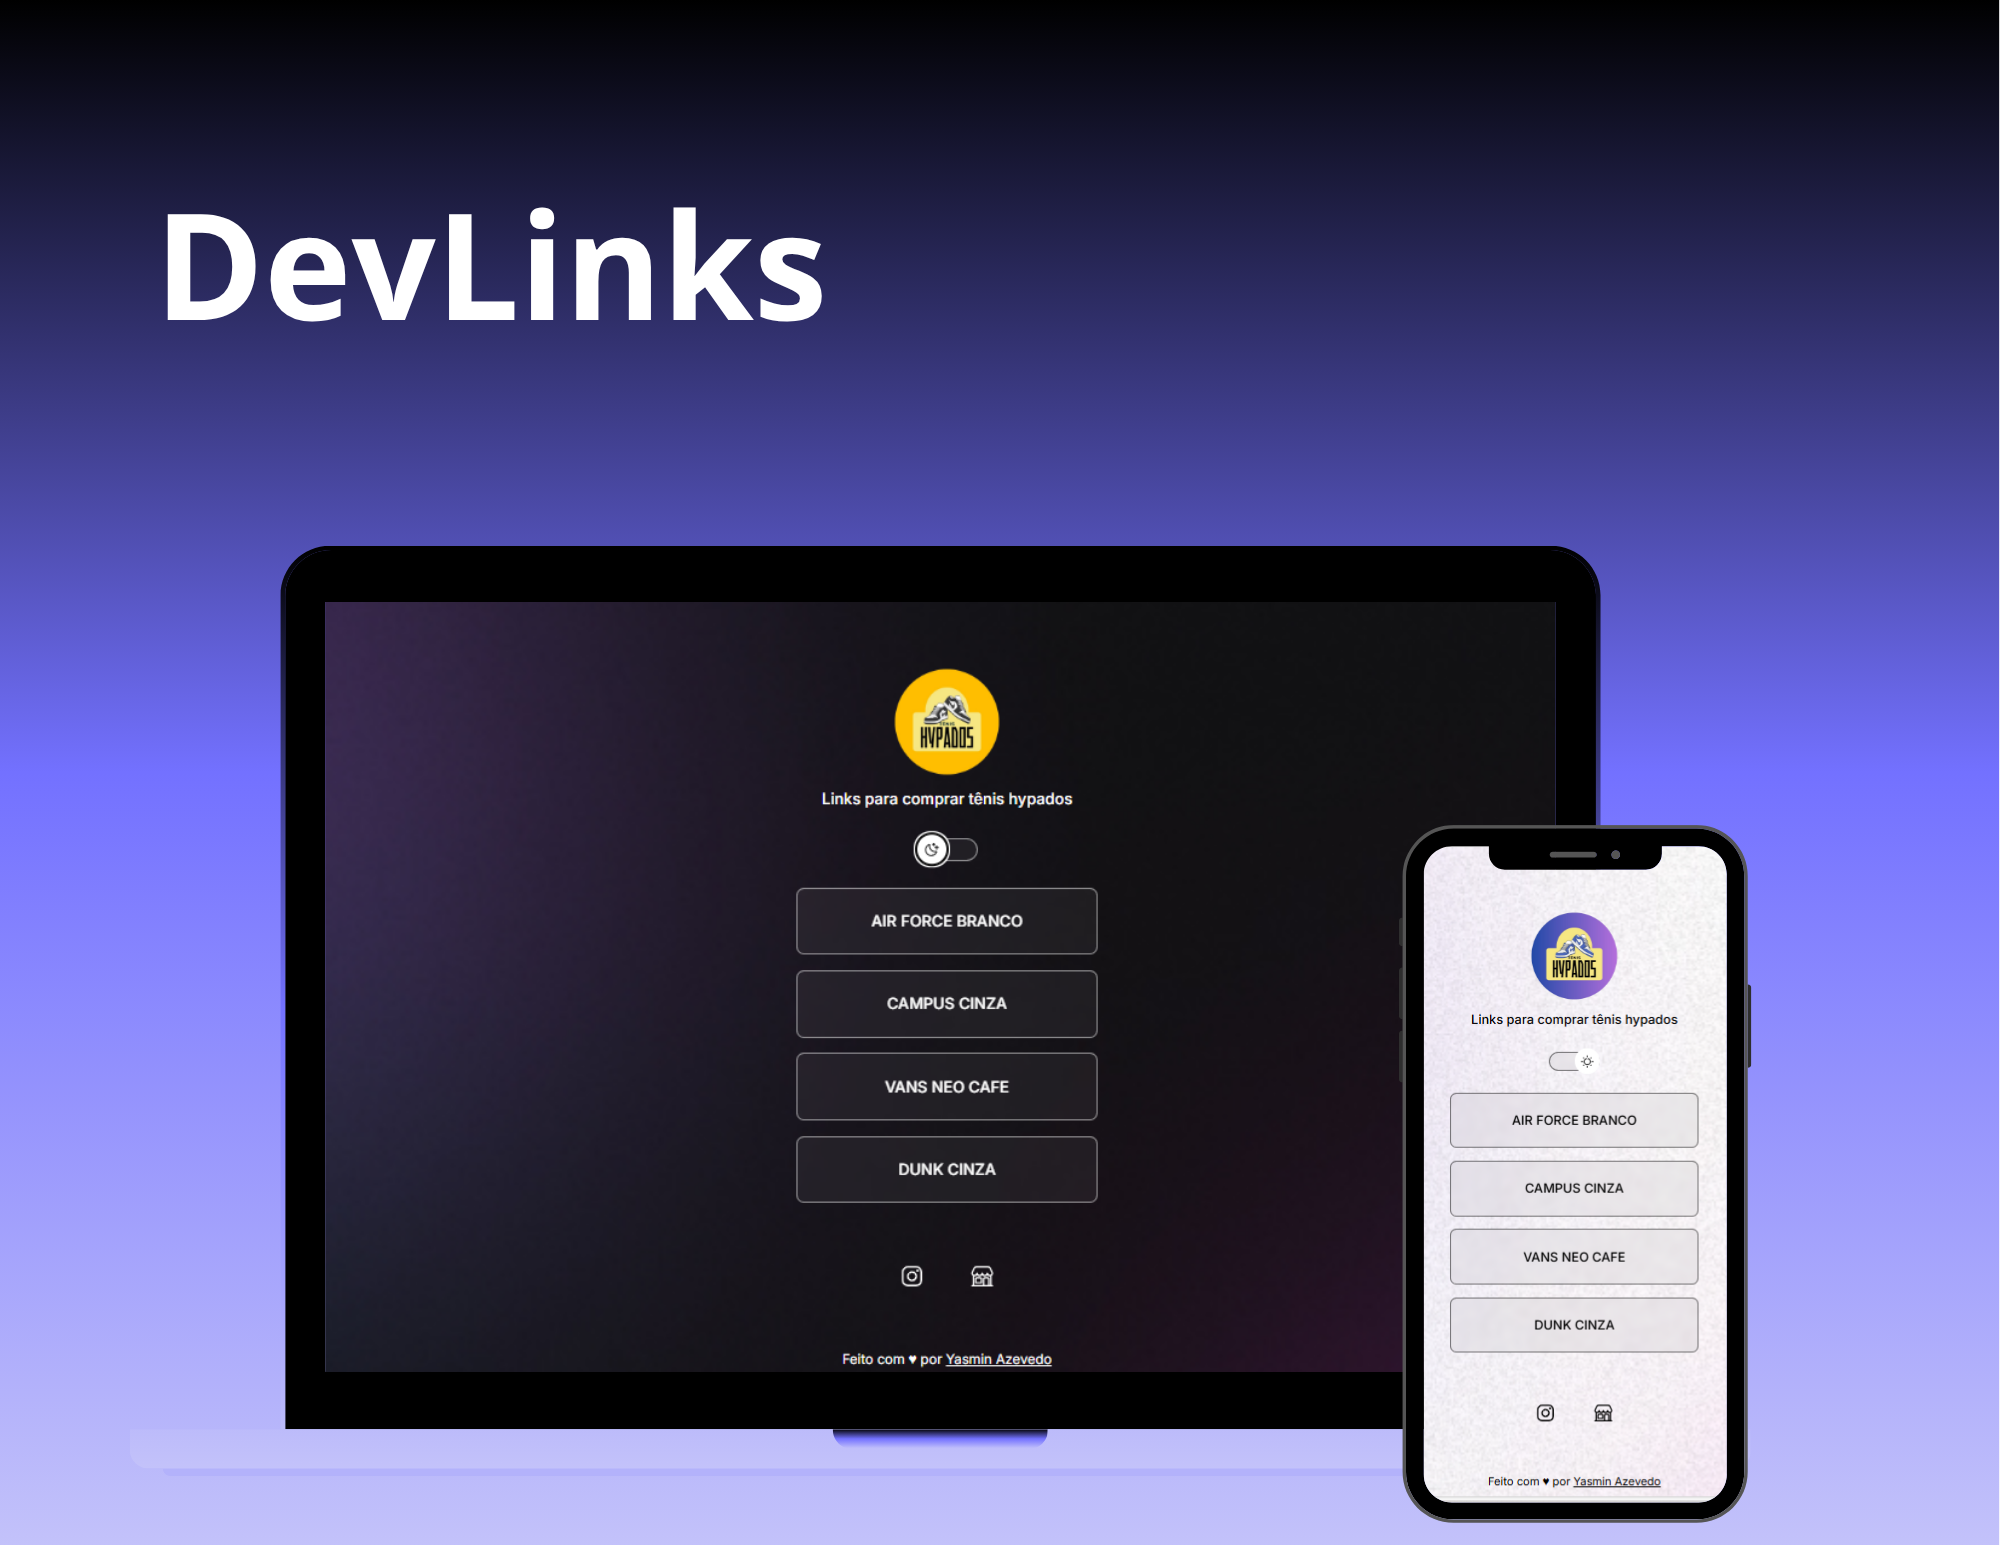 DevLinks
TÊNIS
HYPADOS
Links para comprar tênis hypados
AIR FORCE BRANCO
CAMPUS CINZA
VANS NEO CAFE
DUNK CINZA
Feito com ♥ por Yasmin Azevedo
TÊNIS
HYPADOS
Links para comprar tênis hypados
AIR FORCE BRANCO
CAMPUS CINZA
VANS NEO CAFE
DUNK CINZA
Feito com ♥ por Yasmin Azevedo